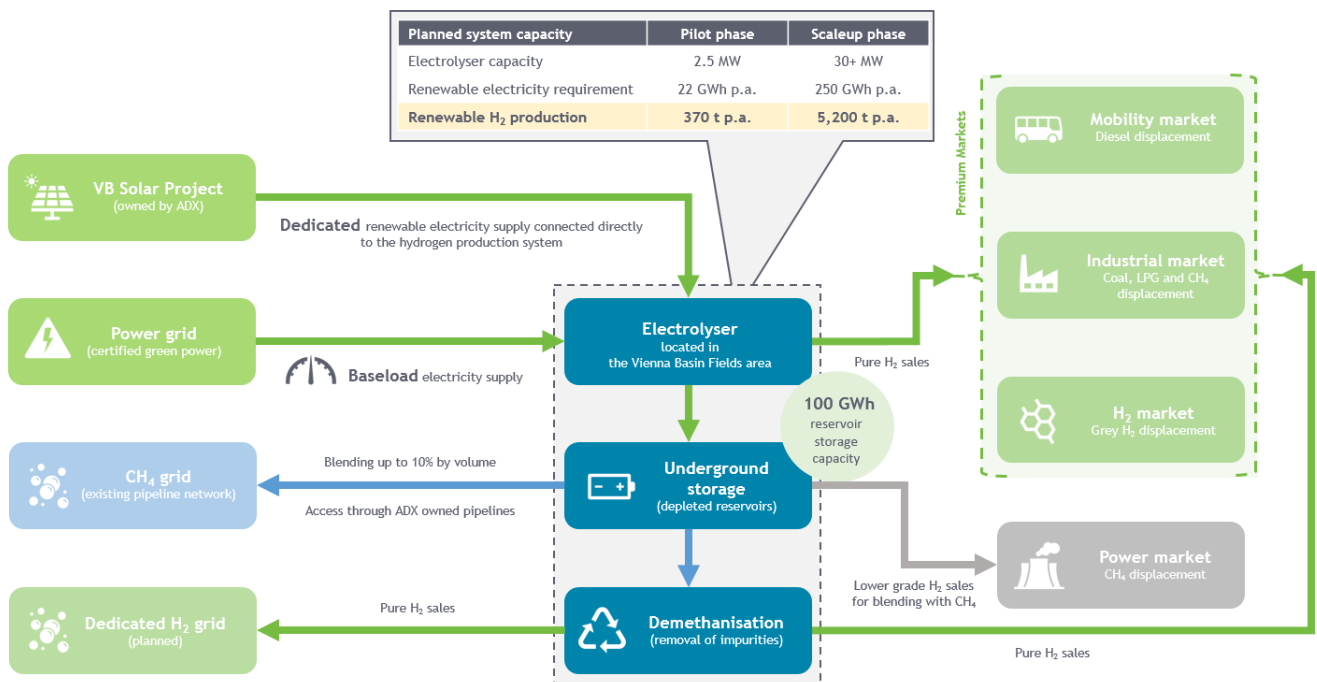 Planned system capacity Pilot phase Scaleup phase
Electrolyser capacity 2.5 MW 30+ MW
Renewable electricity requirement 22 GWh p.a. 250 GWh p.a.
Renewable H₂ production 370 t p.a. 5,200 t p.a.
VB Solar Project
(owned by ADX)
Dedicated renewable electricity supply connected directly
to the hydrogen production system
Power grid
(certified green power)
Baseload electricity supply
Electrolyser
located in
the Vienna Basin Fields area
Pure H₂ sales
Premium Markets
Mobility market
Diesel displacement
Industrial market
Coal, LPG and CH₄
displacement
H₂ market
Grey H₂ displacement
100 GWh
reservoir
storage
capacity
CH₄ grid
(existing pipeline network)
Blending up to 10% by volume
Access through ADX owned pipelines
Underground
storage
(depleted reservoirs)
Lower grade H₂ sales
for blending with CH₄
Power market
CH₄ displacement
Dedicated H₂ grid
(planned)
Pure H₂ sales
Demethanisation
(removal of impurities)
Pure H₂ sales